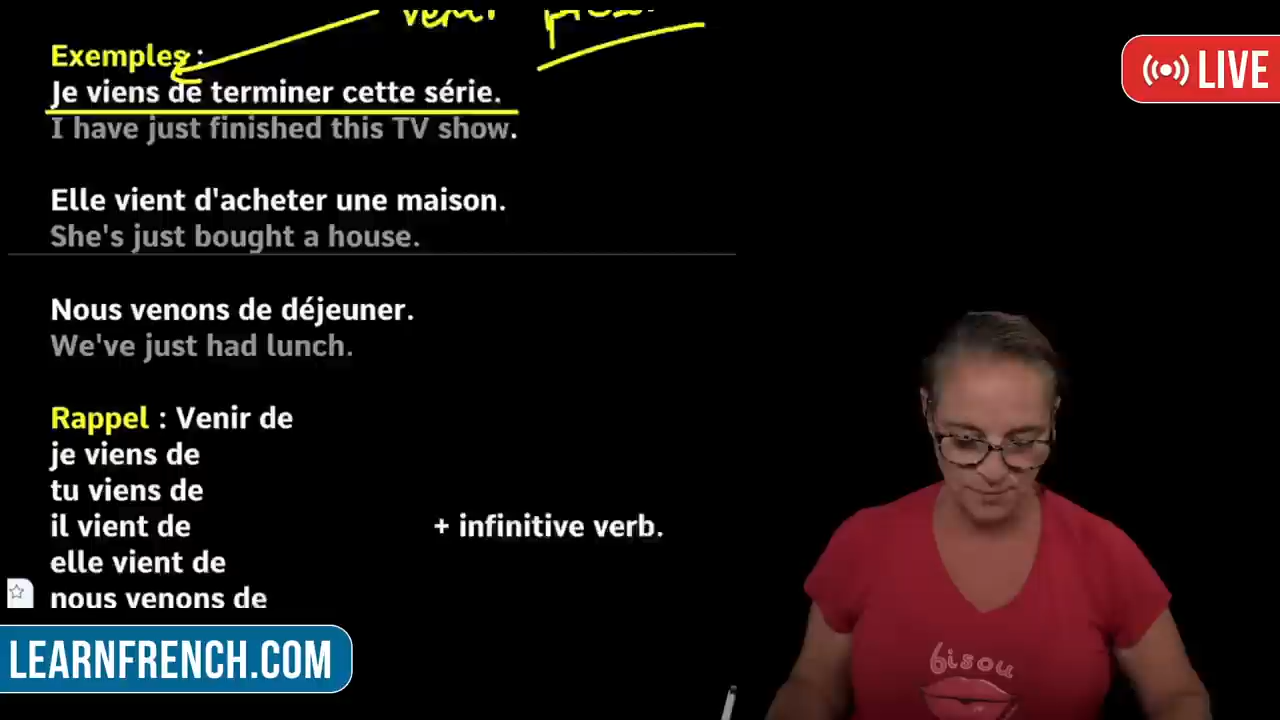 venir
Exemples :
LIVE
Je viens de terminer cette série.
I have just finished this TV show.
Elle vient d'acheter une maison.
She's just bought a house.
Nous venons de déjeuner.
We've just had lunch.
Rappel : Venir de
je viens de
tu viens de
il vient de + infinitive verb.
elle vient de
nous venons de
LEARNFRENCH.COM
bisou